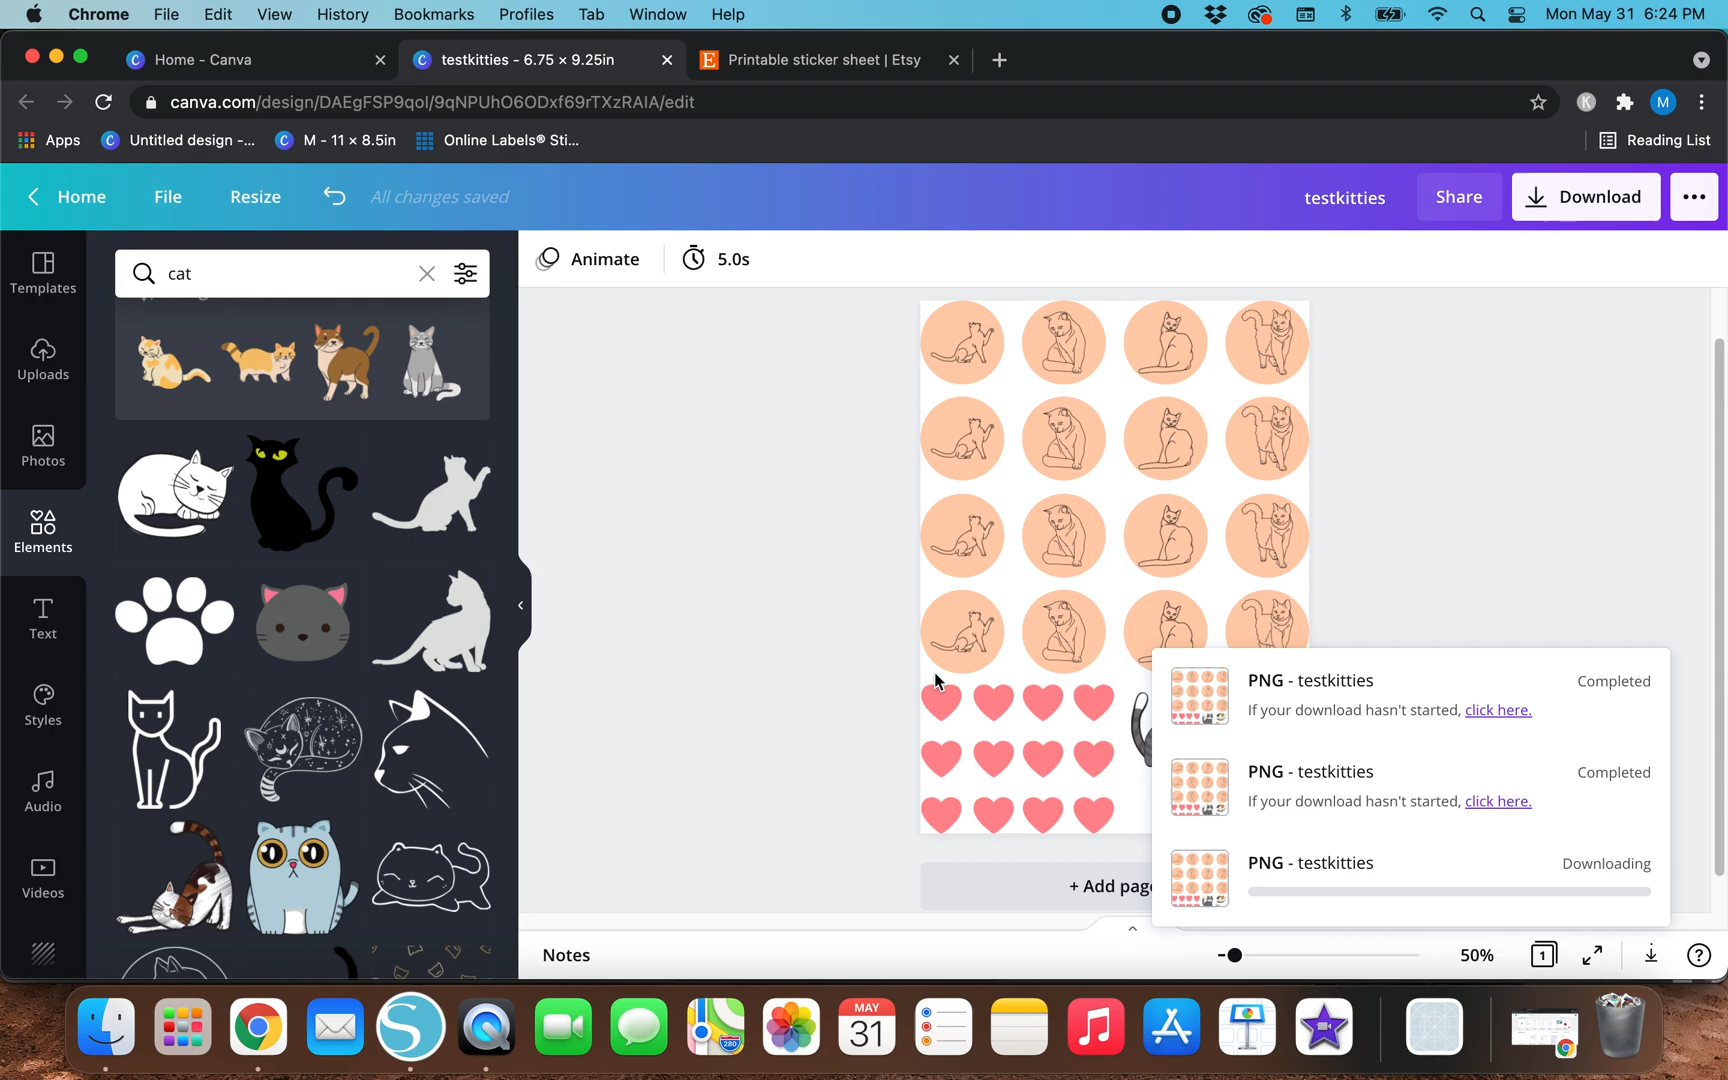 Chrome File Edit View History Bookmarks Profiles Tab Window Help Mon May 31 6:24 PM
Home - Canva testkitties - 6.75 × 9.25in Printable sticker sheet | Etsy
canva.com/design/DAEgFSP9qol/9qNPUhO6ODxf69rTXzRAIA/edit K M
Apps Untitled design -... M - 11 × 8.5in Online Labels® Sti... Reading List
Home File Resize All changes saved testkitties Share Download
cat
Animate 5.0s
Templates
Uploads
Photos
Elements
Text
Styles
Audio
Videos
PNG - testkitties Completed
If your download hasn't started, click here.
PNG - testkitties Completed
If your download hasn't started, click here.
PNG - testkitties Downloading
+ Add page
Notes 50% 1
MAY
31
280